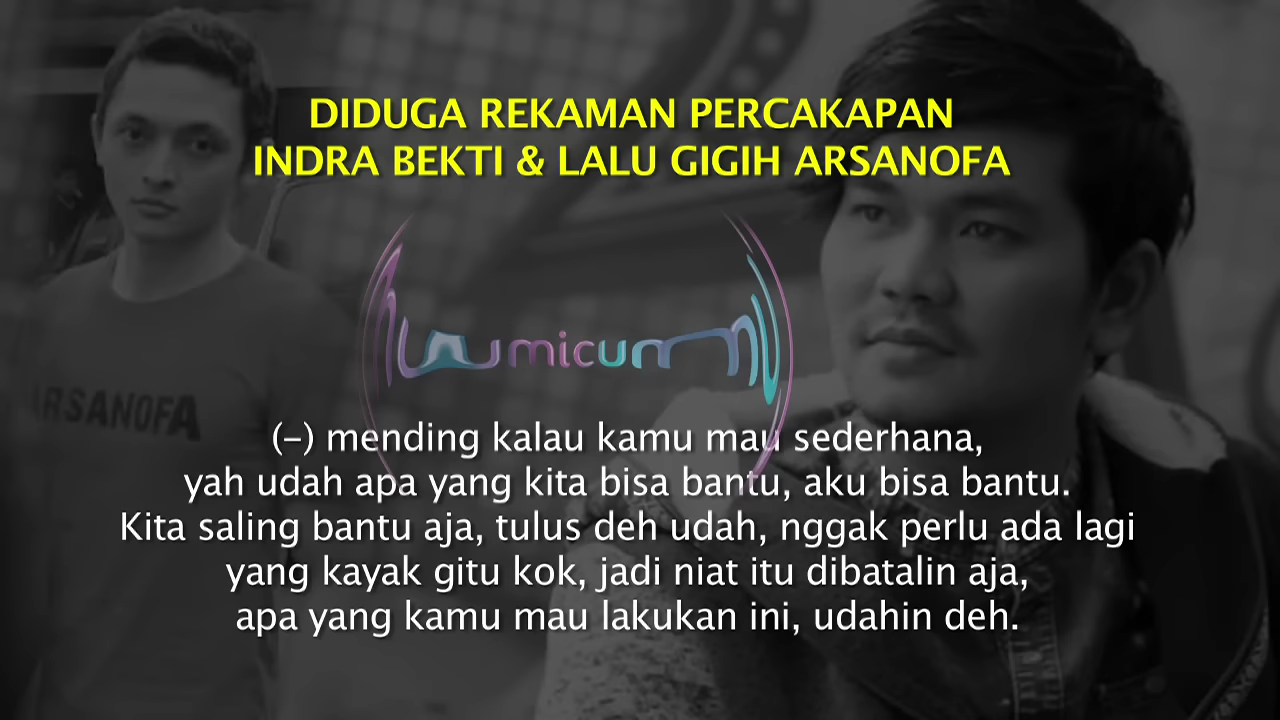 DIDUGA REKAMAN PERCAKAPAN
INDRA BEKTI & LALU GIGIH ARSANOFA
umicum
ARSANOFA
(-) mending kalau kamu mau sederhana,
yah udah apa yang kita bisa bantu, aku bisa bantu.
Kita saling bantu aja, tulus deh udah, nggak perlu ada lagi
yang kayak gitu kok, jadi niat itu dibatalin aja,
apa yang kamu mau lakukan ini, udahin deh.